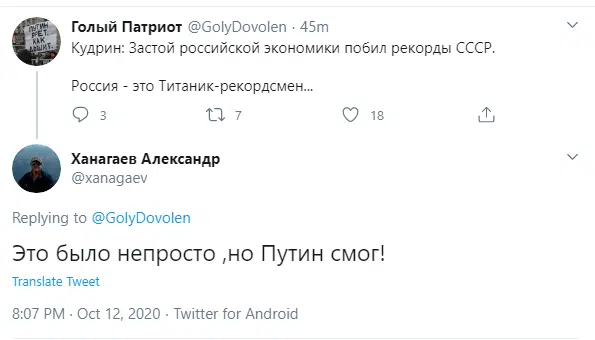 Голый Патриот @GolyDovolen · 45m
Кудрин: Застой российской экономики побил рекорды СССР.
Россия - это Титаник-рекордсмен...
3 7 18
Ханагаев Александр
@xanagaev
Replying to @GolyDovolen
Это было непросто ,но Путин смог!
Translate Tweet
8:07 PM · Oct 12, 2020 · Twitter for Android